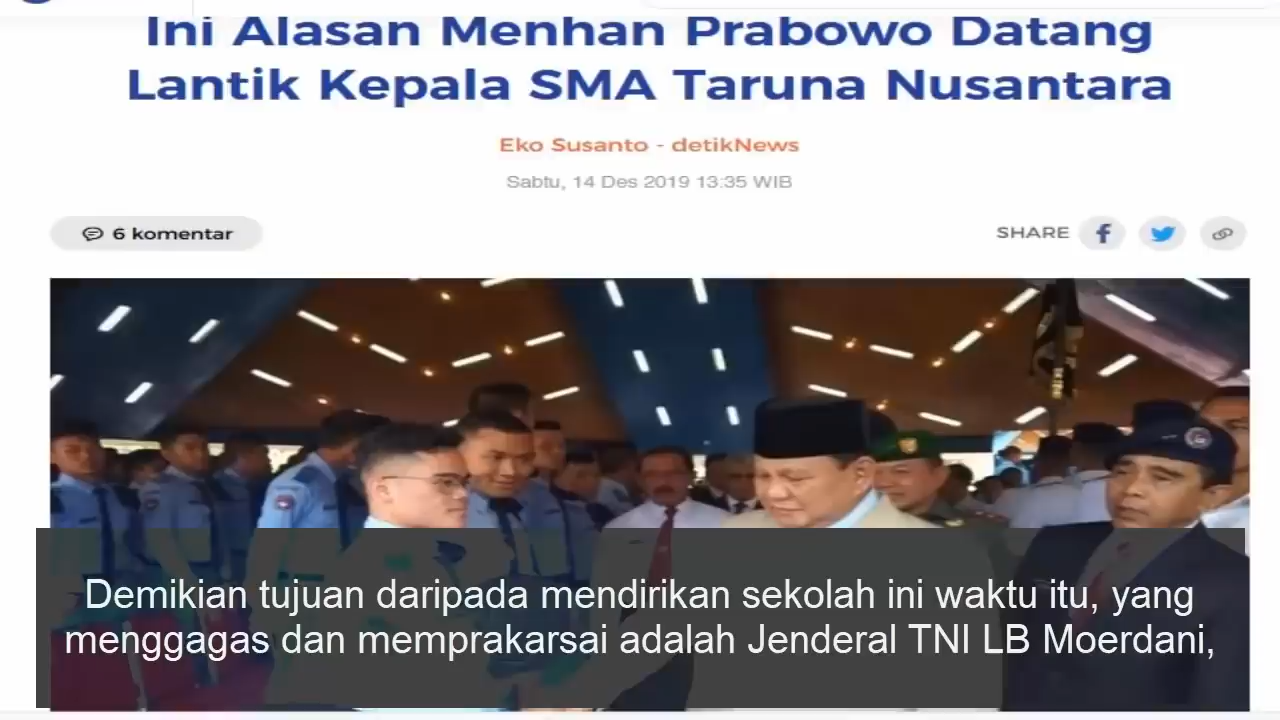 Ini Alasan Menhan Prabowo Datang
Lantik Kepala SMA Taruna Nusantara
Eko Susanto - detikNews
Sabtu, 14 Des 2019 13:35 WIB
6 komentar
SHARE
Demikian tujuan daripada mendirikan sekolah ini waktu itu, yang
menggagas dan memprakarsai adalah Jenderal TNI LB Moerdani,